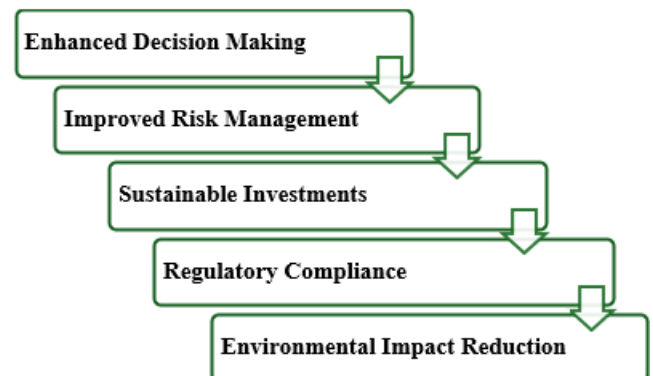 Enhanced Decision Making
Improved Risk Management
Sustainable Investments
Regulatory Compliance
Environmental Impact Reduction